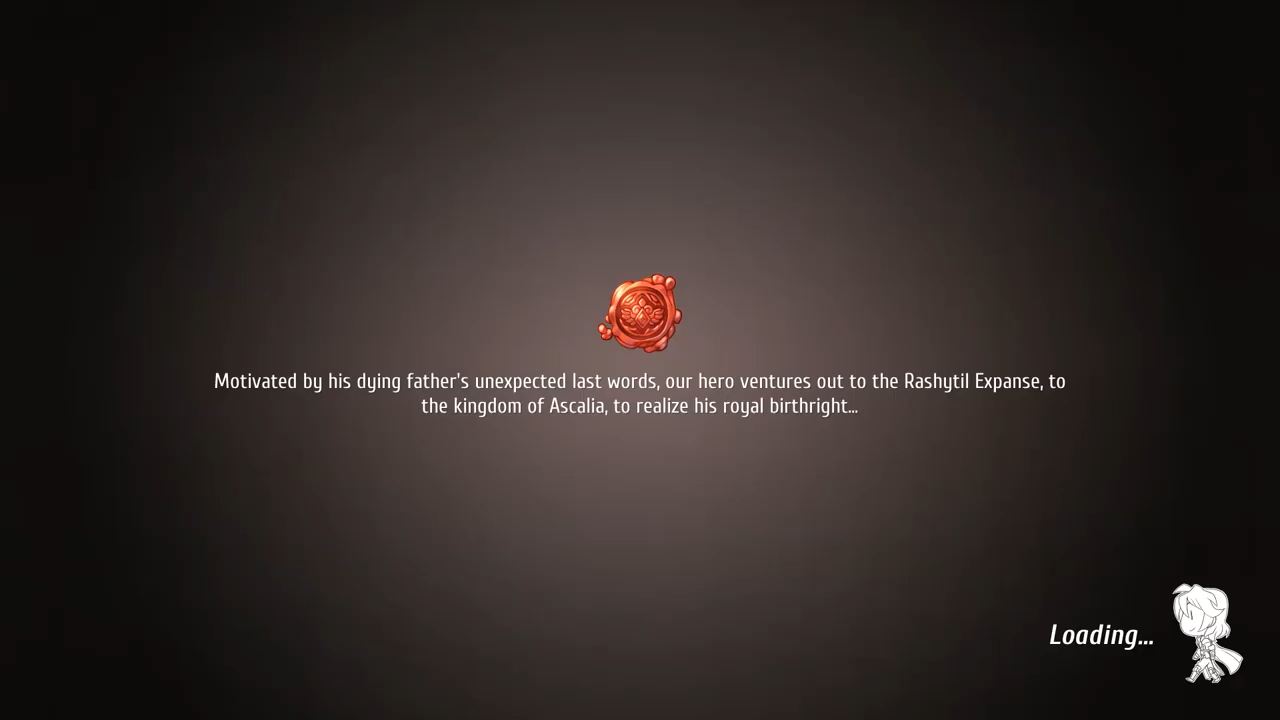 Motivated by his dying father's unexpected last words, our hero ventures out to the Rashytil Expanse, to
the kingdom of Ascalia, to realize his royal birthright...
Loading...